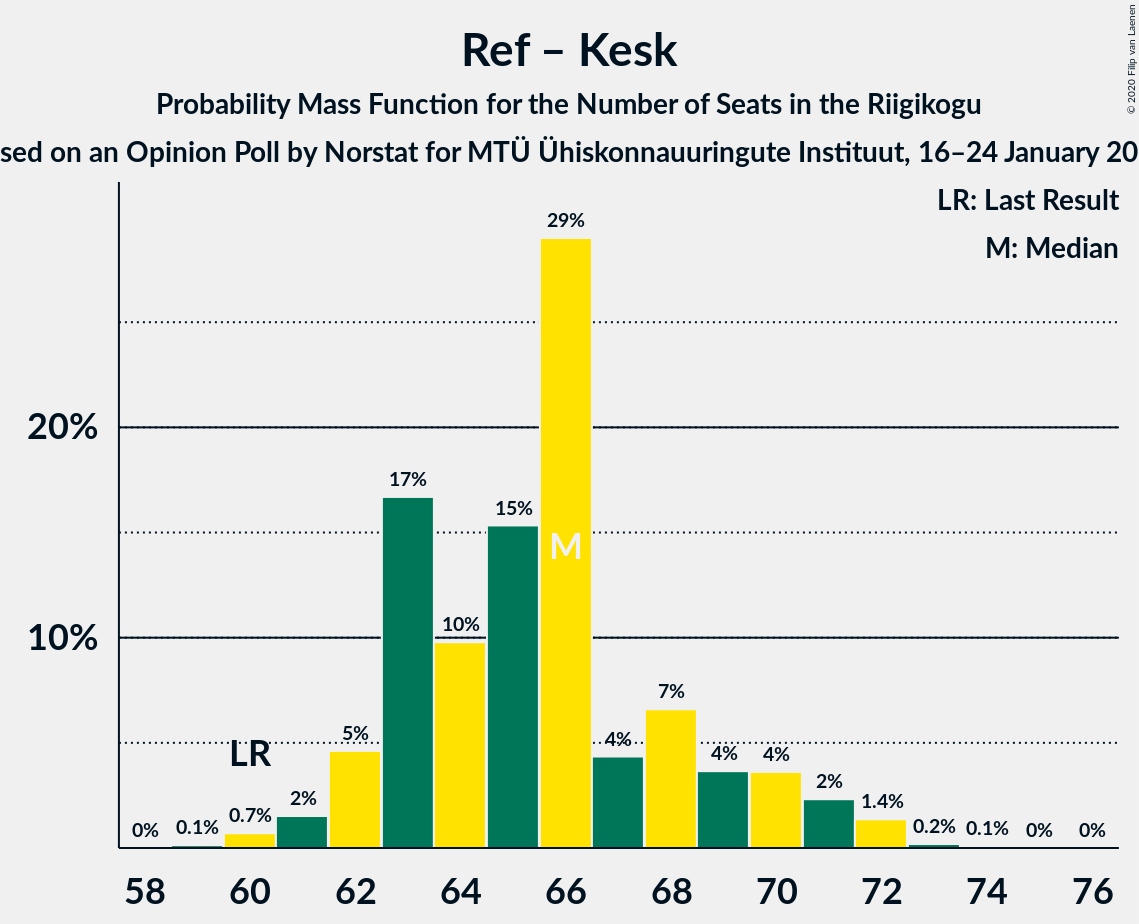 Ref – Kesk
Probability Mass Function for the Number of Seats in the Riigikogu
sed on an Opinion Poll by Norstat for MTÜ Ühiskonnauuringute Instituut, 16–24 January 20
© 2020 Filip van Laenen
LR: Last Result
M: Median
29%
20%
17%
15%
M
10%
10%
7%
5%
4%
4%
4%
LR
2%
2%
1.4%
0.7%
0%
0.1%
0.2%
0.1%
0%
0%
58 60 62 64 66 68 70 72 74 76